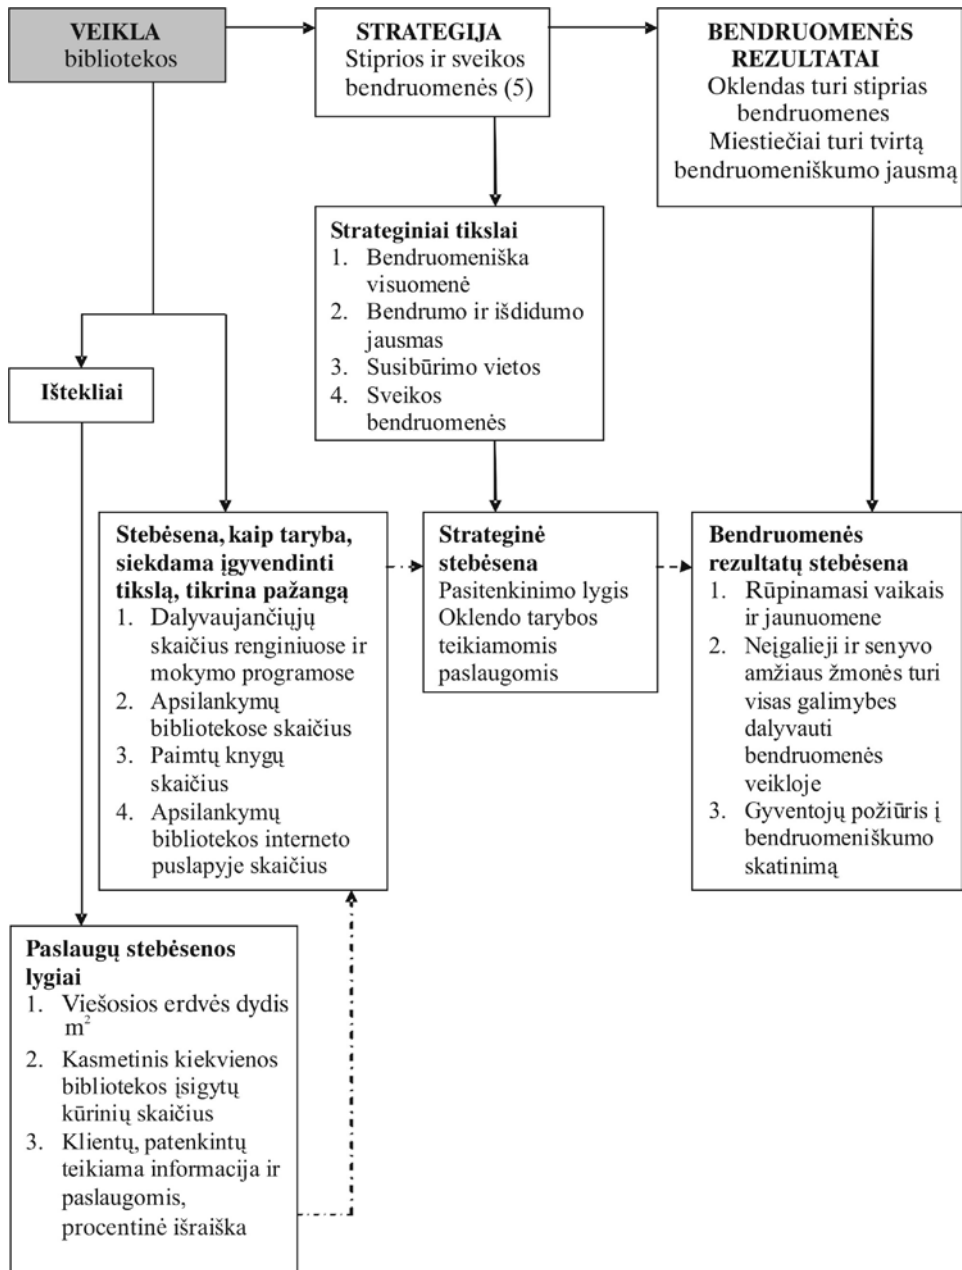 VEIKLA
bibliotekos
STRATEGIJA
Stiprios ir sveikos
bendruomenės (5)
BENDRUOMENĖS
REZULTATAI
Oklendas turi stiprias
bendruomenes
Miestiečiai turi tvirtą
bendruomeniškumo jausmą
Strateginiai tikslai
1. Bendruomeniška
visuomenė
2. Bendrumo ir išdidumo
jausmas
3. Susibūrimo vietos
4. Sveikos
bendruomenės
Ištekliai
Stebėsena, kaip taryba,
siekdama įgyvendinti
tikslą, tikrina pažangą
1. Dalyvaujančiųjų
skaičius renginiuose ir
mokymo programose
2. Apsilankymų
bibliotekose skaičius
3. Paimtų knygų
skaičius
4. Apsilankymų
bibliotekos interneto
puslapyje skaičius
Strateginė
stebėsena
Pasitenkinimo lygis
Oklendo tarybos
teikiamomis
paslaugomis
Bendruomenės
rezultatų stebėsena
1. Rūpinamasi vaikais
ir jaunuomene
2. Neįgalieji ir senyvo
amžiaus žmonės turi
visas galimybes
dalyvauti
bendruomenės
veikloje
3. Gyventojų požiūris į
bendruomeniškumo
skatinimą
Paslaugų stebėsenos
lygiai
1. Viešosios erdvės dydis
m²
2. Kasmetinis kiekvienos
bibliotekos įsigytų
kūrinių skaičius
3. Klientų, patenkintų
teikiama informacija ir
paslaugomis,
procentinė išraiška